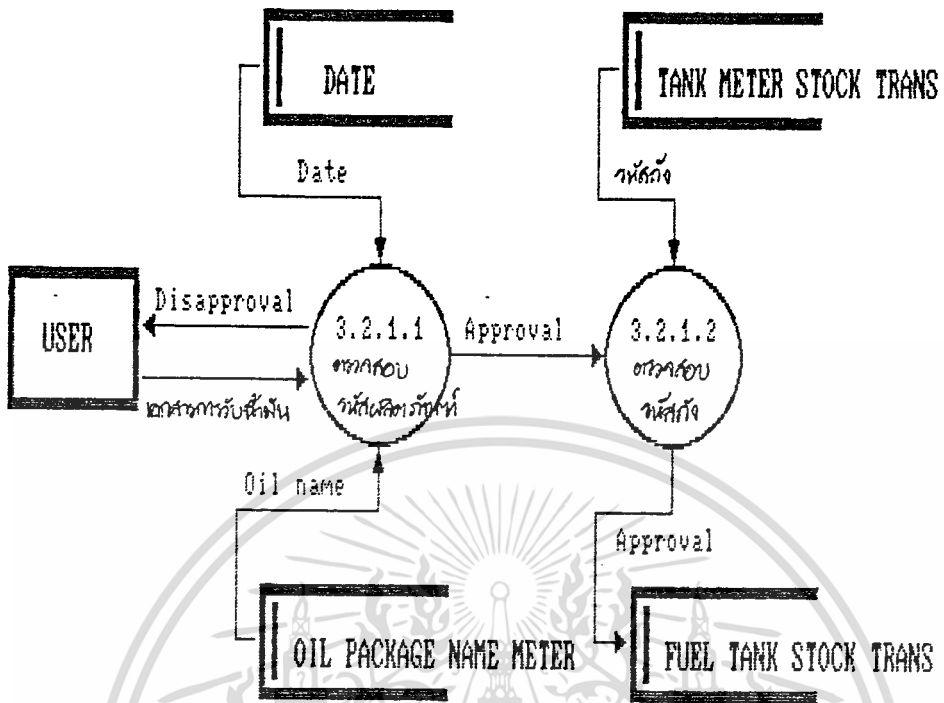 DATE
TANK METER STOCK TRANS
Date
รหัสถัง
USER
Disapproval
3.2.1.1
ตรวจสอบ
รหัสผลิตภัณฑ์
Approval
3.2.1.2
ตรวจสอบ
รหัสถัง
เอกสารการรับน้ำมัน
Oil name
Approval
OIL PACKAGE NAME METER
FUEL TANK STOCK TRANS